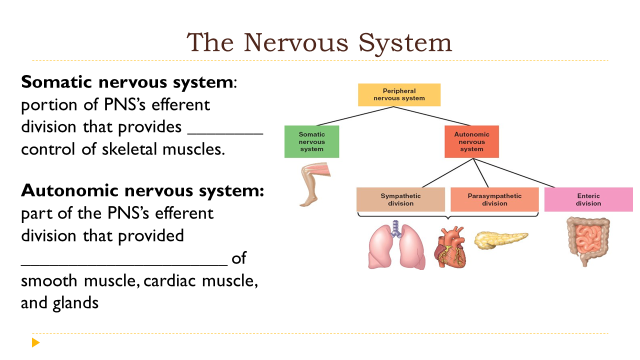 The Nervous System
Somatic nervous system:
portion of PNS's efferent
division that provides ________
control of skeletal muscles.
Autonomic nervous system:
part of the PNS's efferent
division that provided
______________________ of
smooth muscle, cardiac muscle,
and glands
Peripheral
nervous system
Somatic
nervous
system
Autonomic
nervous
system
Sympathetic
division
Parasympathetic
division
Enteric
division